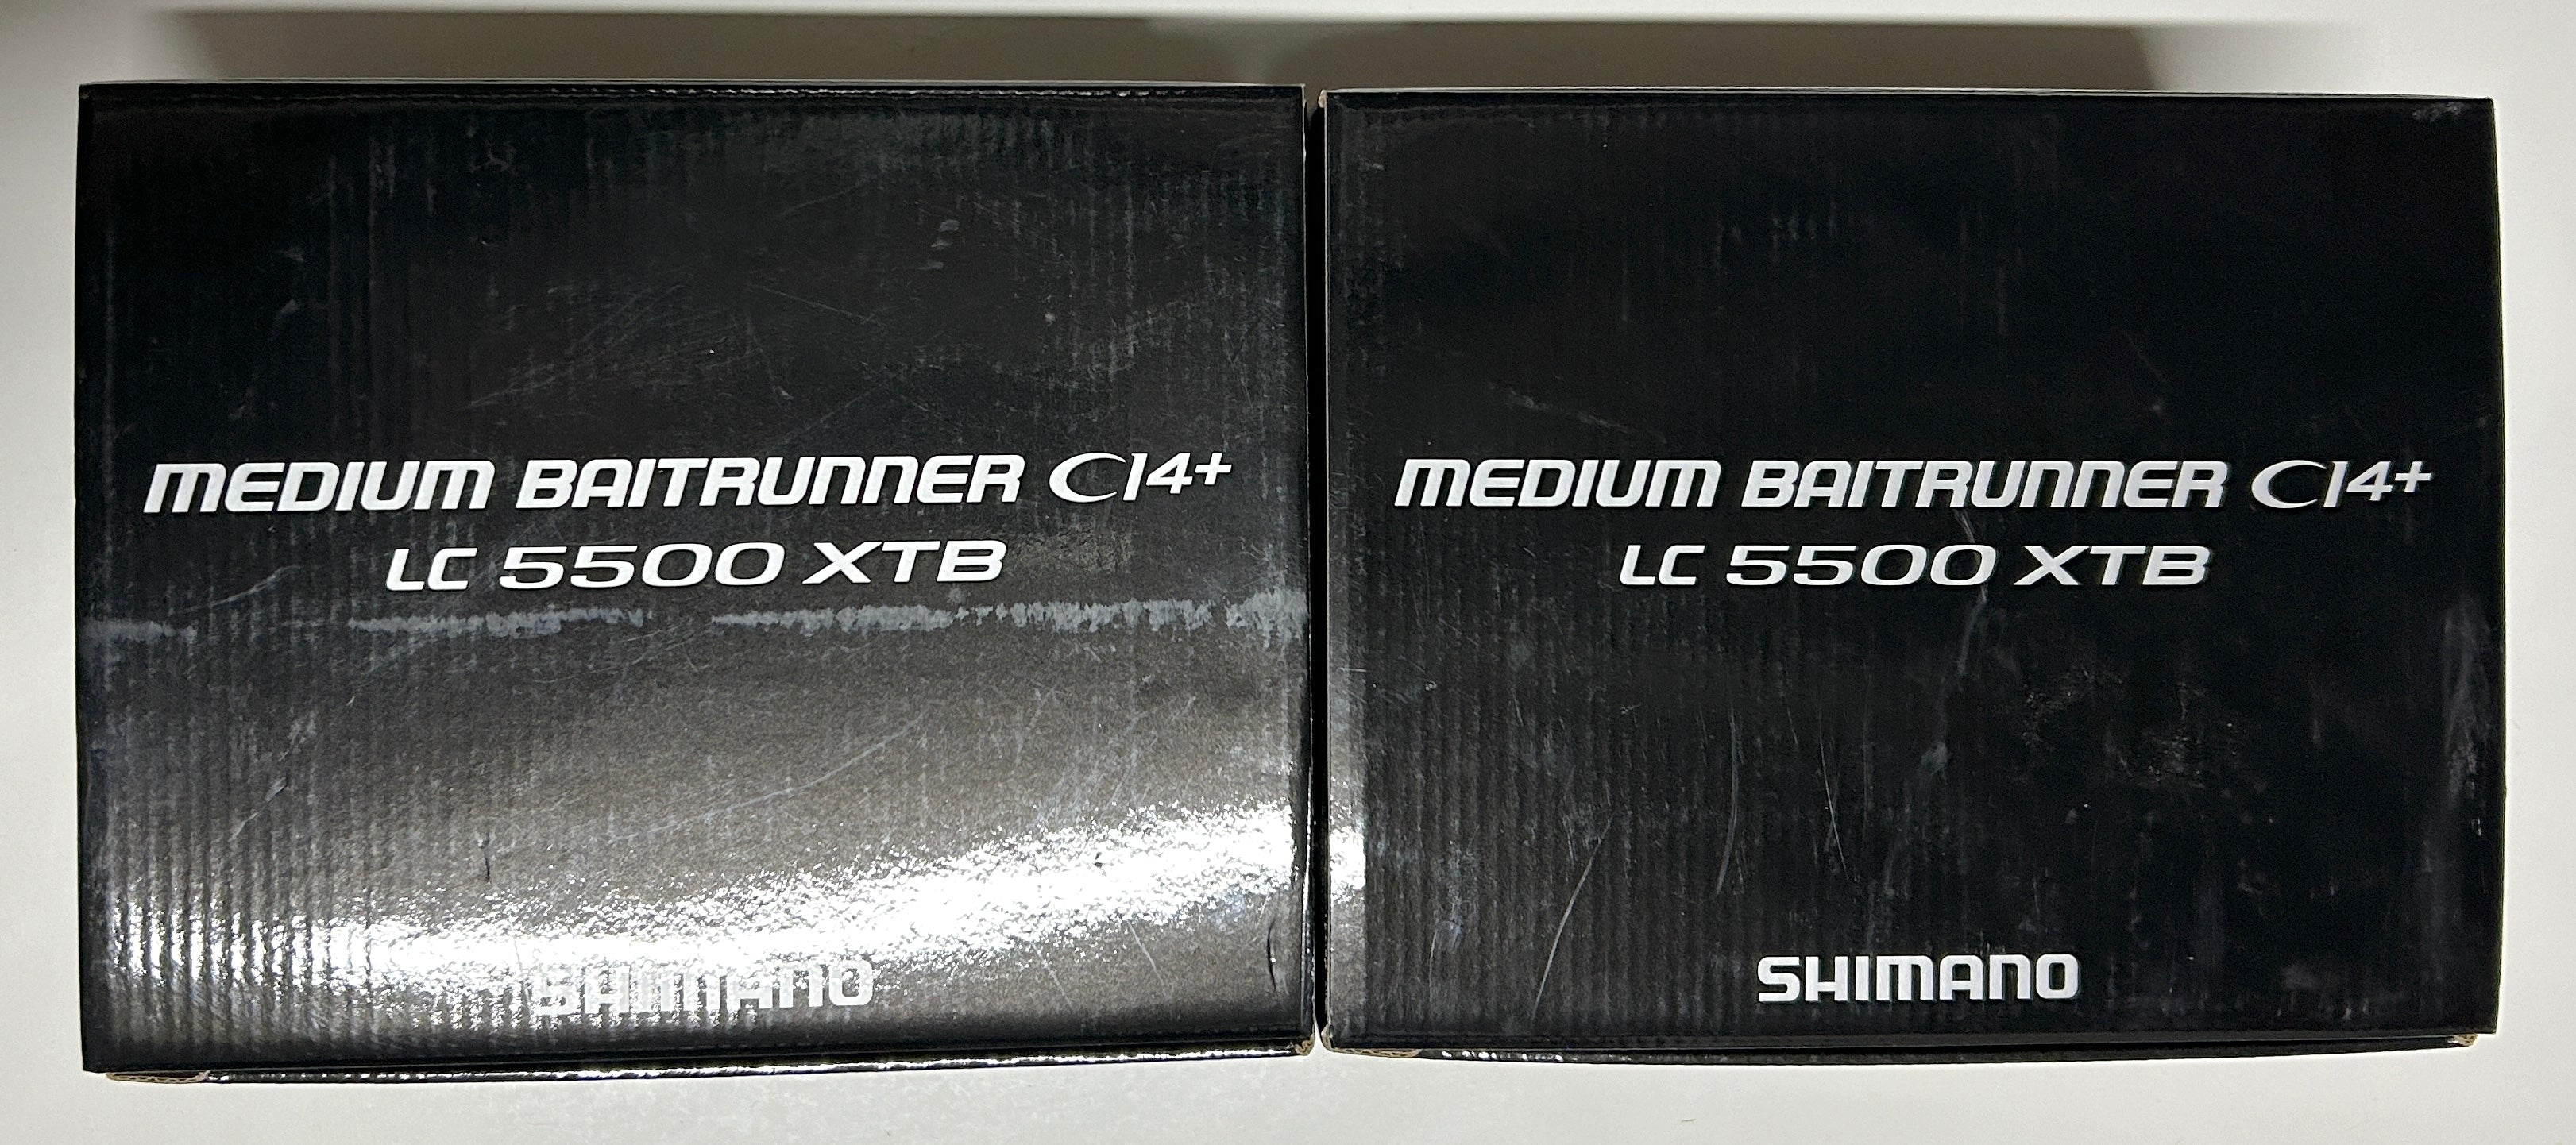 MEDIUM BAITRUNNER CI4+
LC 5500 XTB
SHIMANO
MEDIUM BAITRUNNER CI4+
LC 5500 XTB
SHIMANO